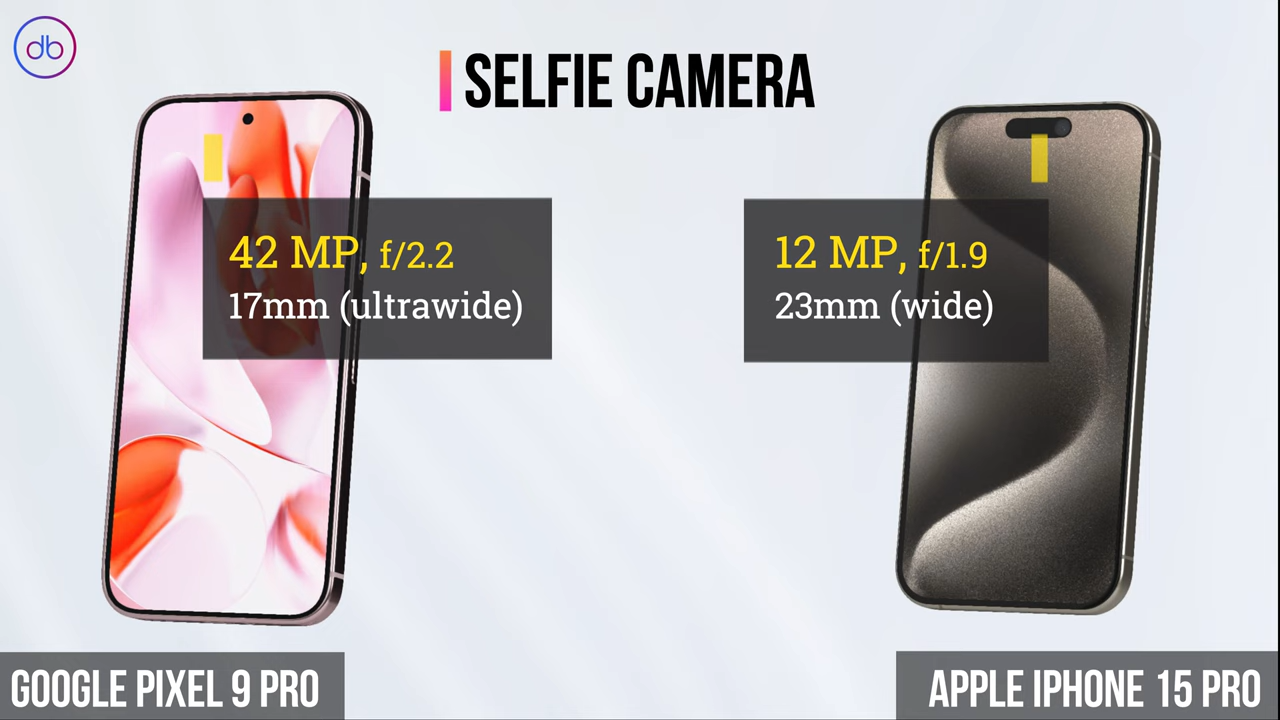 db
SELFIE CAMERA
42 MP, f/2.2
17mm (ultrawide)
12 MP, f/1.9
23mm (wide)
GOOGLE PIXEL 9 PRO
APPLE IPHONE 15 PRO